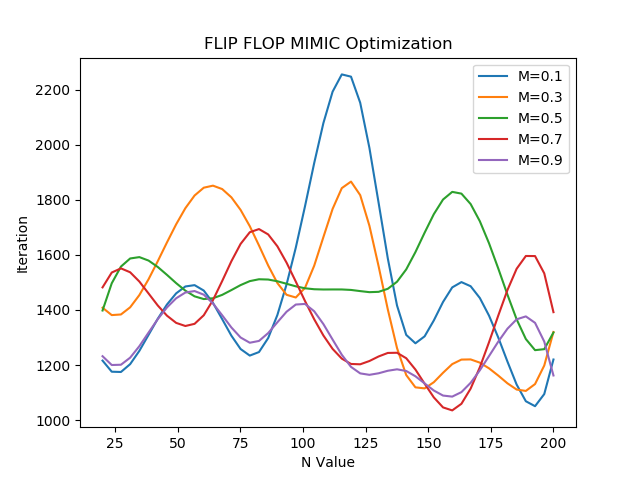 FLIP FLOP MIMIC Optimization
M=0.1
M=0.3
M=0.5
M=0.7
M=0.9
Iteration
2200
2000
1800
1600
1400
1200
1000
25 50 75 100 125 150 175 200
N Value